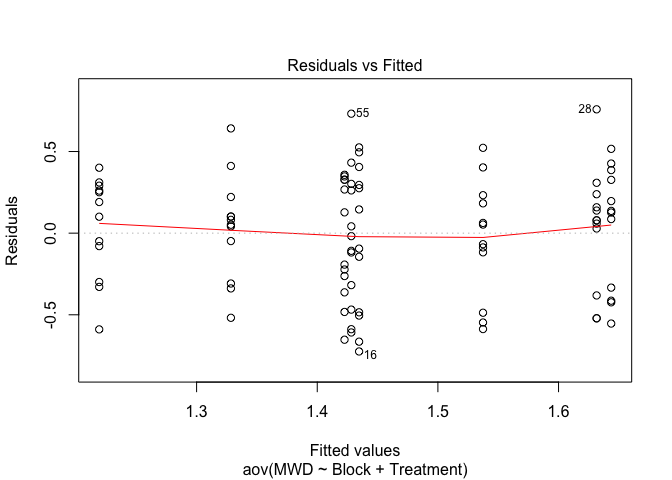 Residuals vs Fitted
55
28
16
0.5
0.0
-0.5
Residuals
1.3 1.4 1.5 1.6
Fitted values
aov(MWD ~ Block + Treatment)